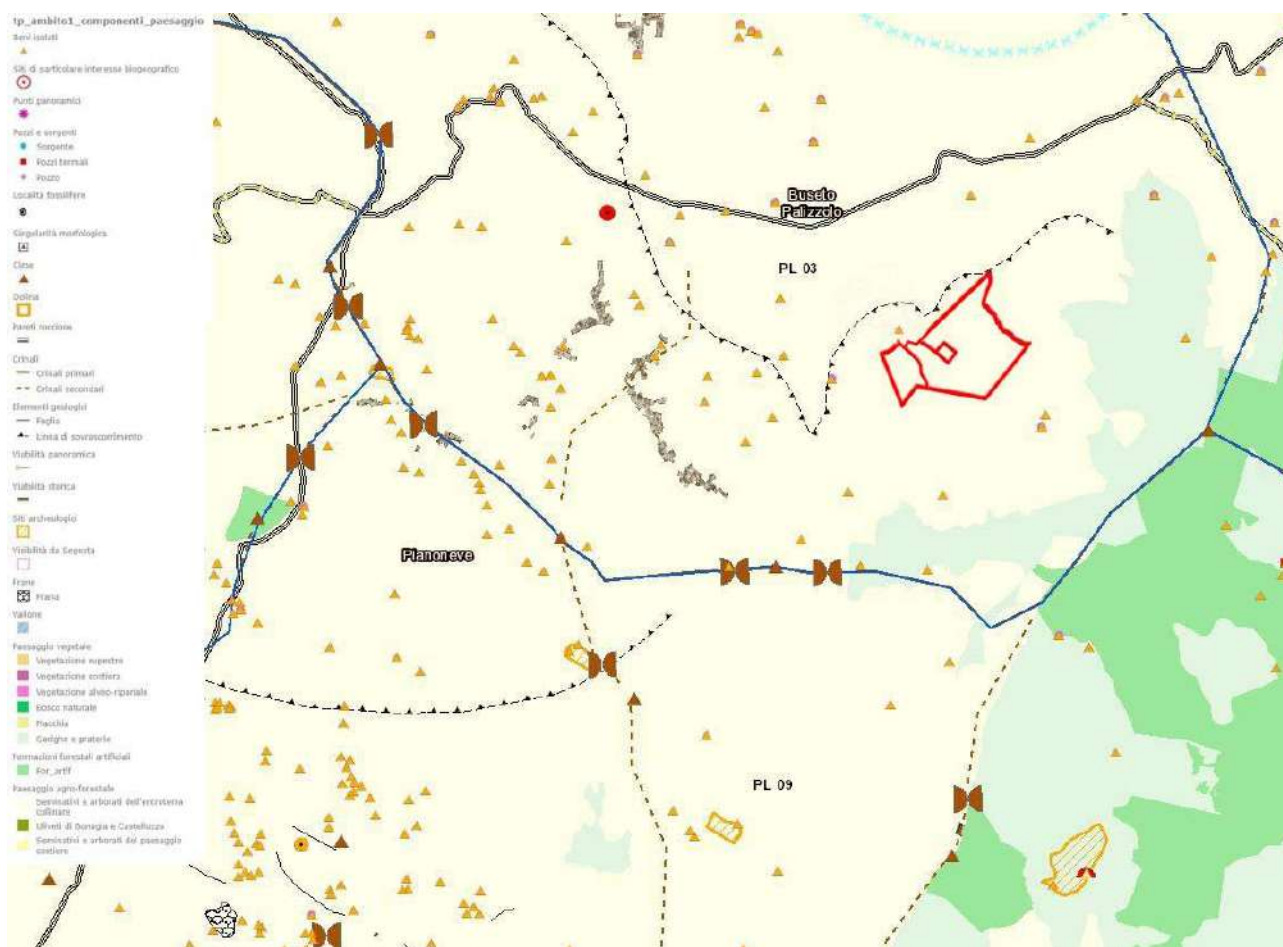 tp_ambito1_componenti_paesaggio
Beni isolati
Siti di particolare interesse biogeografico
Punti panoramici
Pozzi e sorgenti
Sorgente
Pozzi termali
Pozzo
Località fossilifere
Singolarità morfologica
Cime
Dolina
Pareti rocciose
Crinali
Crinali primari
Crinali secondari
Elementi geologici
Faglia
Linea di sovrascorrimento
Viabilità panoramica
Viabilità storica
Siti archeologici
Visibilità da Segesta
Frane
Frana
Vallone
Paesaggio vegetale
Vegetazione rupestre
Vegetazione costiera
Vegetazione alveo-ripariale
Bosco naturale
Macchia
Garighe e praterie
Formazioni forestali artificiali
For_artif
Paesaggio agro-forestale
Seminativi e arborati dell'entroterra
collinare
Uliveti di Bonagia e Castelluzzo
Seminativi e arborati del paesaggio
costiero
Buseto
Palizzolo
PL 03
Pianoneve
PL 09